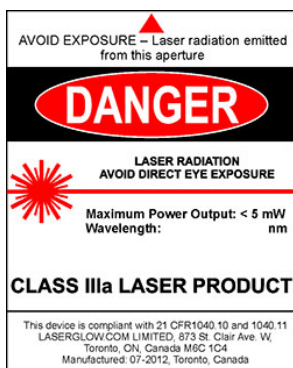 AVOID EXPOSURE – Laser radiation emitted
from this aperture
DANGER
LASER RADIATION
AVOID DIRECT EYE EXPOSURE
Maximum Power Output: < 5 mW
Wavelength: nm
CLASS IIIa LASER PRODUCT
This device is compliant with 21 CFR1040.10 and 1040.11
LASERGLOW.COM LIMITED, 873 St. Clair Ave. W,
Toronto, ON, Canada M6C 1C4
Manufactured: 07-2012, Toronto, Canada